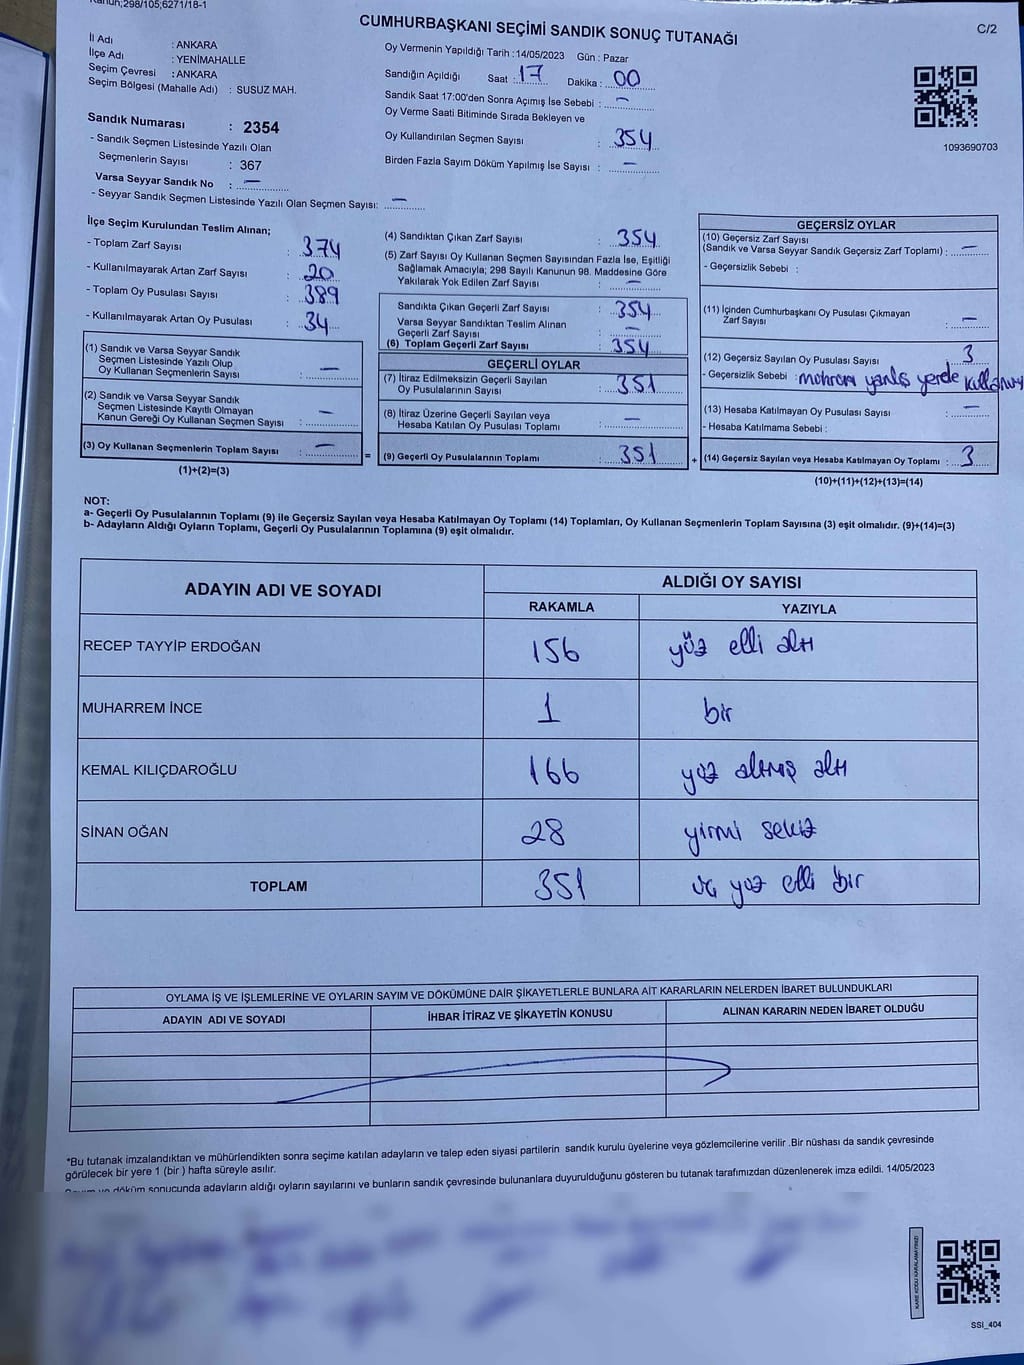 Kanun;298/105;6271/18-1
CUMHURBAŞKANI SEÇİMİ SANDIK SONUÇ TUTANAĞI
C/2
İl Adı : ANKARA
İlçe Adı : YENİMAHALLE
Seçim Çevresi : ANKARA
Seçim Bölgesi (Mahalle Adı) : SUSUZ MAH.
Sandık Numarası : 2354
- Sandık Seçmen Listesinde Yazılı Olan
Seçmenlerin Sayısı : 367
Varsa Seyyar Sandık No : —
- Seyyar Sandık Seçmen Listesinde Yazılı Olan Seçmen Sayısı: —
Oy Vermenin Yapıldığı Tarih :14/05/2023 Gün : Pazar
Sandığın Açıldığı Saat : 17 Dakika : 00
Sandık Saat 17:00'den Sonra Açımış İse Sebebi : —
Oy Verme Saati Bitiminde Sırada Bekleyen ve
Oy Kullandırılan Seçmen Sayısı : 354
Birden Fazla Sayım Döküm Yapılmış İse Sayısı : —
1093690703
İlçe Seçim Kurulundan Teslim Alınan;
- Toplam Zarf Sayısı : 374
- Kullanılmayarak Artan Zarf Sayısı : 20
- Toplam Oy Pusulası Sayısı : 389
- Kullanılmayarak Artan Oy Pusulası : 34
(1) Sandık ve Varsa Seyyar Sandık
Seçmen Listesinde Yazılı Olup
Oy Kullanan Seçmenlerin Sayısı : —
(2) Sandık ve Varsa Seyyar Sandık
Seçmen Listesinde Kayıtlı Olmayan
Kanun Gereği Oy Kullanan Seçmen Sayısı : —
(3) Oy Kullanan Seçmenlerin Toplam Sayısı : —
(1)+(2)=(3)
=
(4) Sandıktan Çıkan Zarf Sayısı : 354
(5) Zarf Sayısı Oy Kullanan Seçmen Sayısından Fazla İse, Eşitliği
Sağlamak Amacıyla; 298 Sayılı Kanunun 98. Maddesine Göre
Yakılarak Yok Edilen Zarf Sayısı : —
Sandıkta Çıkan Geçerli Zarf Sayısı : 354
Varsa Seyyar Sandıktan Teslim Alınan
Geçerli Zarf Sayısı : —
(6) Toplam Geçerli Zarf Sayısı : 354
GEÇERLİ OYLAR
(7) İtiraz Edilmeksizin Geçerli Sayılan
Oy Pusulalarının Sayısı : 351
(8) İtiraz Üzerine Geçerli Sayılan veya
Hesaba Katılan Oy Pusulası Toplamı : —
(9) Geçerli Oy Pusulalarının Toplamı : 351
+
GEÇERSİZ OYLAR
(10) Geçersiz Zarf Sayısı
(Sandık ve Varsa Seyyar Sandık Geçersiz Zarf Toplamı) : —
- Geçersizlik Sebebi :
(11) İçinden Cumhurbaşkanı Oy Pusulası Çıkmayan
Zarf Sayısı : —
(12) Geçersiz Sayılan Oy Pusulası Sayısı : 3
- Geçersizlik Sebebi : yanlış yerde
(13) Hesaba Katılmayan Oy Pusulası Sayısı : —
- Hesaba Katılmama Sebebi :
(14) Geçersiz Sayılan veya Hesaba Katılmayan Oy Toplamı : 3
(10)+(11)+(12)+(13)=(14)
NOT:
a- Geçerli Oy Pusulalarının Toplamı (9) ile Geçersiz Sayılan veya Hesaba Katılmayan Oy Toplamı (14) Toplamları, Oy Kullanan Seçmenlerin Toplam Sayısına (3) eşit olmalıdır. (9)+(14)=(3)
b- Adayların Aldığı Oyların Toplamı, Geçerli Oy Pusulalarının Toplamına (9) eşit olmalıdır.
ADAYIN ADI VE SOYADI ALDIĞI OY SAYISI
RAKAMLA YAZIYLA
RECEP TAYYİP ERDOĞAN 156 yüz elli altı
MUHARREM İNCE 1 bir
KEMAL KILIÇDAROĞLU 166 yüz altmış altı
SİNAN OĞAN 28 yirmi sekiz
TOPLAM 351 üç yüz elli bir
OYLAMA İŞ VE İŞLEMLERİNE VE OYLARIN SAYIM VE DÖKÜMÜNE DAİR ŞİKAYETLERLE BUNLARA AİT KARARLARIN NELERDEN İBARET BULUNDUKLARI
ADAYIN ADI VE SOYADI İHBAR İTİRAZ VE ŞİKAYETİN KONUSU ALINAN KARARIN NEDEN İBARET OLDUĞU
*Bu tutanak imzalandıktan ve mühürlendikten sonra seçime katılan adayların ve talep eden siyasi partilerin sandık kurulu üyelerine veya gözlemcilerine verilir .Bir nüshası da sandık çevresinde
görülecek bir yere 1 (bir ) hafta süreyle asılır.
Sayım ve döküm sonucunda adayların aldığı oyların sayılarını ve bunların sandık çevresinde bulunanlara duyurulduğunu gösteren bu tutanak tarafımızdan düzenlenerek imza edildi. 14/05/2023
KARE KODU KARALAMAYINIZ!
SSI_404